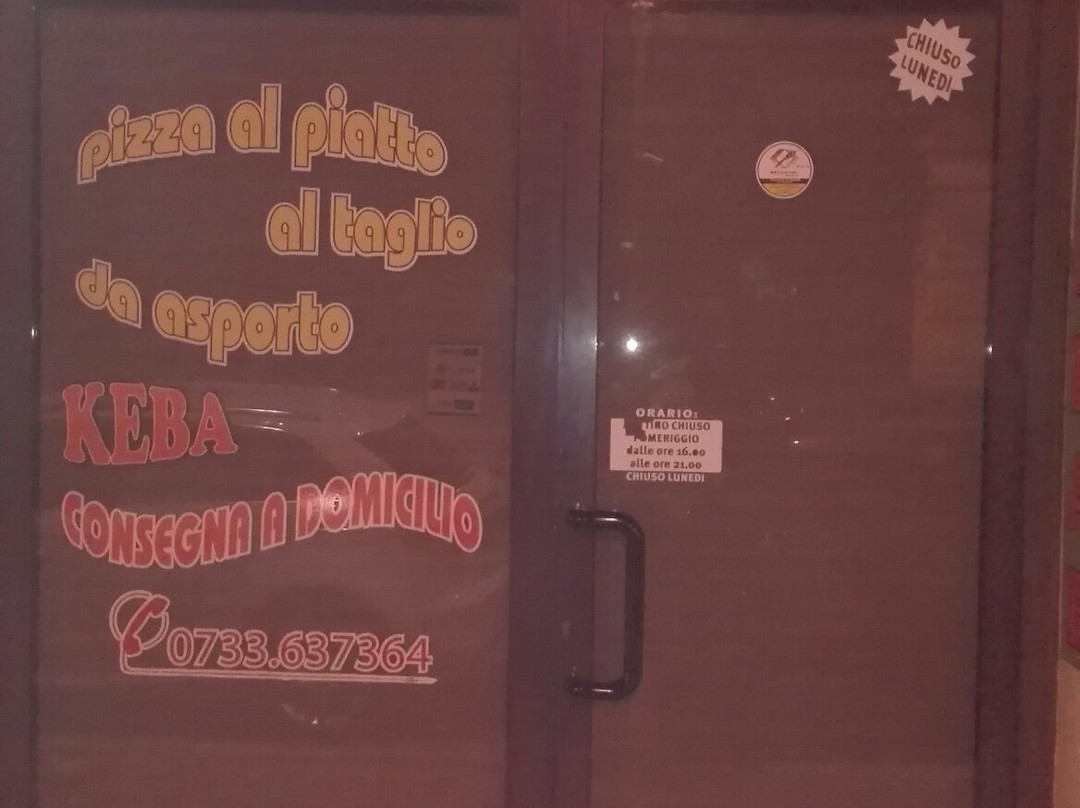 pizza al piatto
al taglio
da asporto
KEBA
CONSEGNA A DOMICILIO
0733.637364
CHIUSO
LUNEDI
ORARIO:
CHIUSO
dalle ore 16.00
alle ore 21.00
CHIUSO LUNEDI